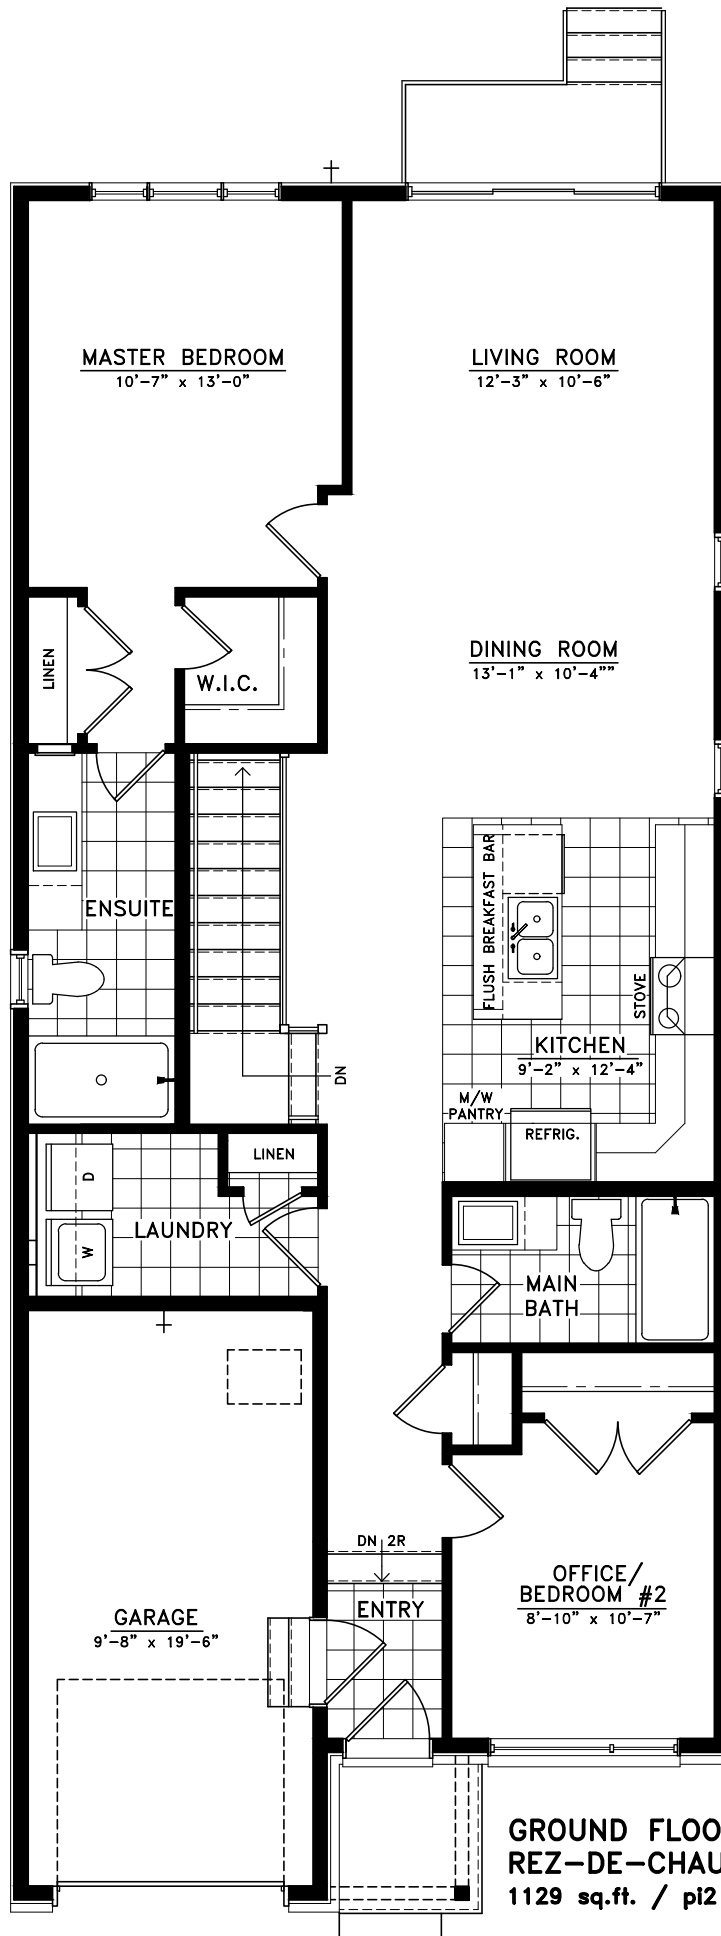 MASTER BEDROOM
10'-7" x 13'-0"
LIVING ROOM
12'-3" x 10'-6"
LINEN
W.I.C.
DINING ROOM
13'-1" x 10'-4""
ENSUITE
FLUSH BREAKFAST BAR
STOVE
KITCHEN
9'-2" x 12'-4"
DN
M/W
PANTRY
REFRIG.
LINEN
D
W
LAUNDRY
MAIN
BATH
DN 2R
ENTRY
OFFICE/
BEDROOM #2
8'-10" x 10'-7"
GARAGE
9'-8" x 19'-6"
GROUND FLOO
REZ-DE-CHAU
1129 sq.ft. / pi2